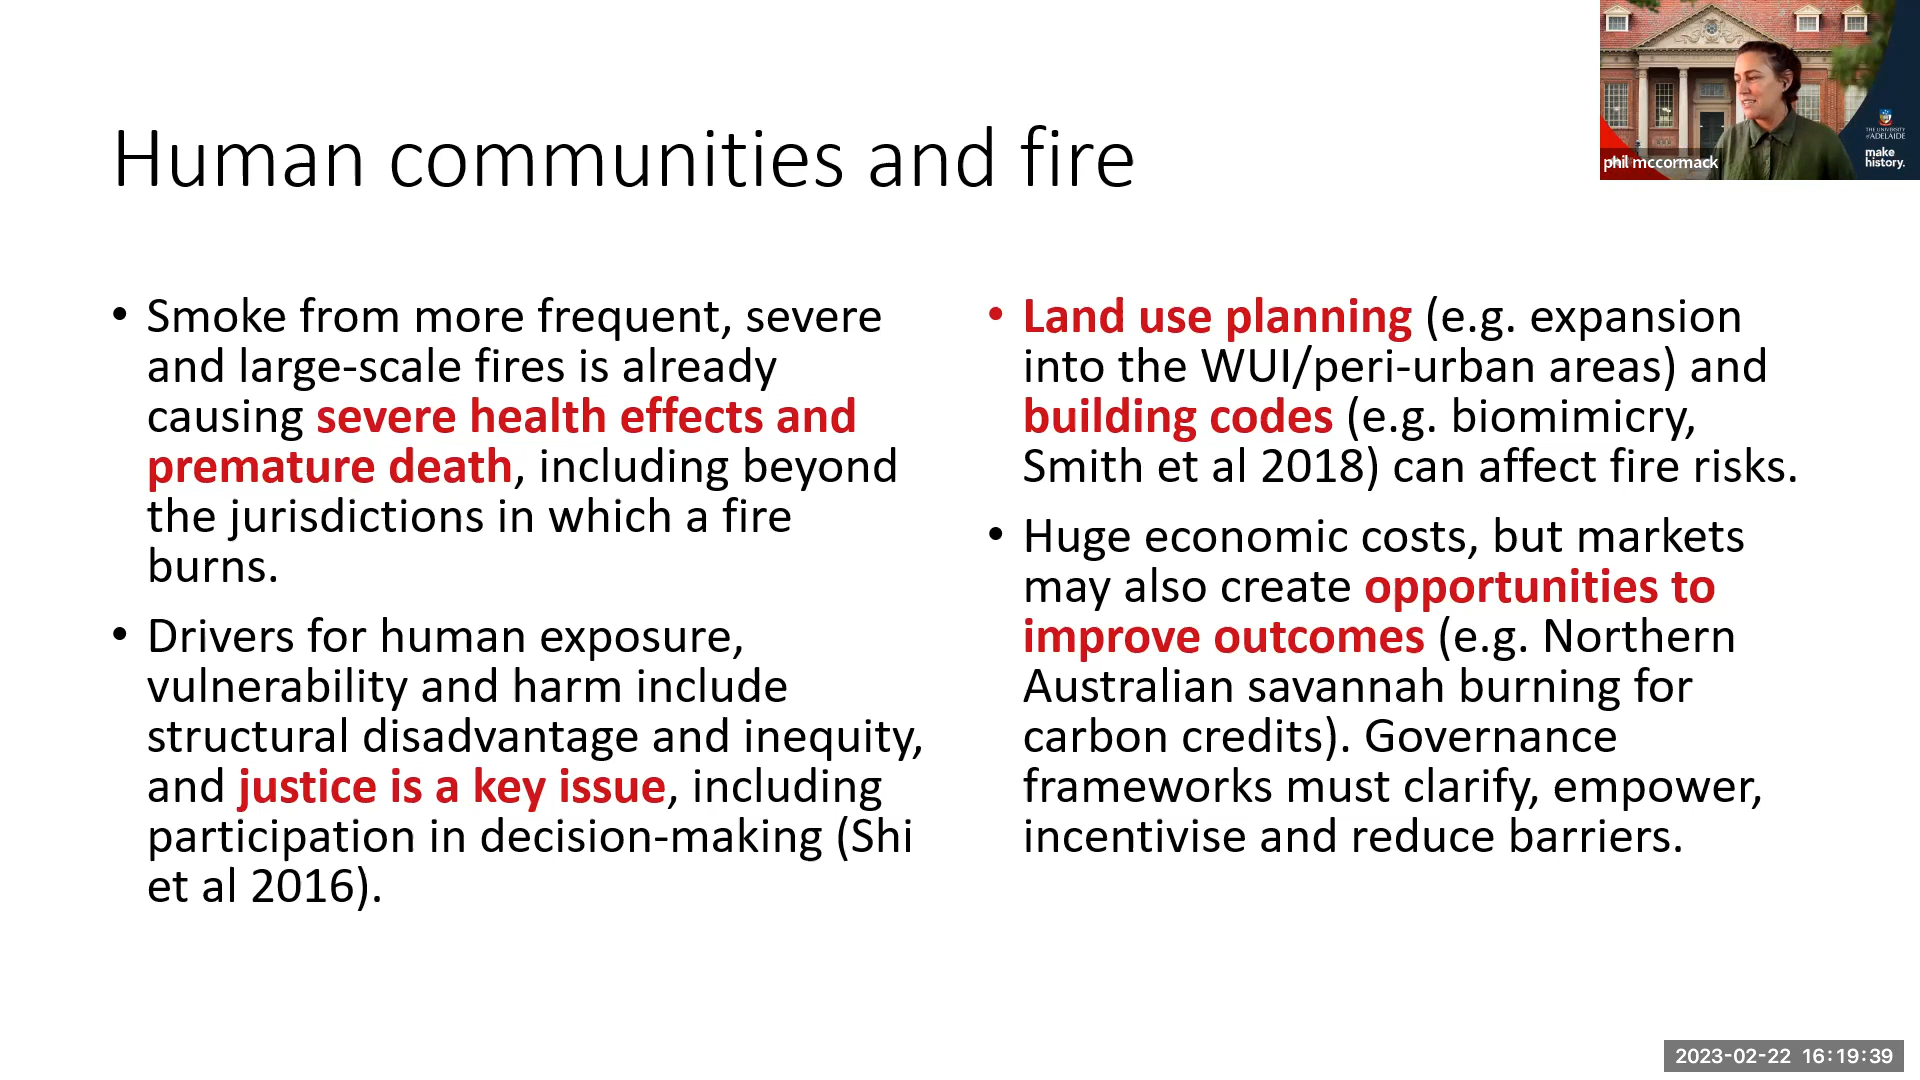 Human communities and fire
• Smoke from more frequent, severe
and large-scale fires is already
causing severe health effects and
premature death, including beyond
the jurisdictions in which a fire
burns.
• Drivers for human exposure,
vulnerability and harm include
structural disadvantage and inequity,
and justice is a key issue, including
participation in decision-making (Shi
et al 2016).
• Land use planning (e.g. expansion
into the WUI/peri-urban areas) and
building codes (e.g. biomimicry,
Smith et al 2018) can affect fire risks.
• Huge economic costs, but markets
may also create opportunities to
improve outcomes (e.g. Northern
Australian savannah burning for
carbon credits). Governance
frameworks must clarify, empower,
incentivise and reduce barriers.
THE UNIVERSITY
of ADELAIDE
make
history.
phil mccormack
2023-02-22 16:19:39